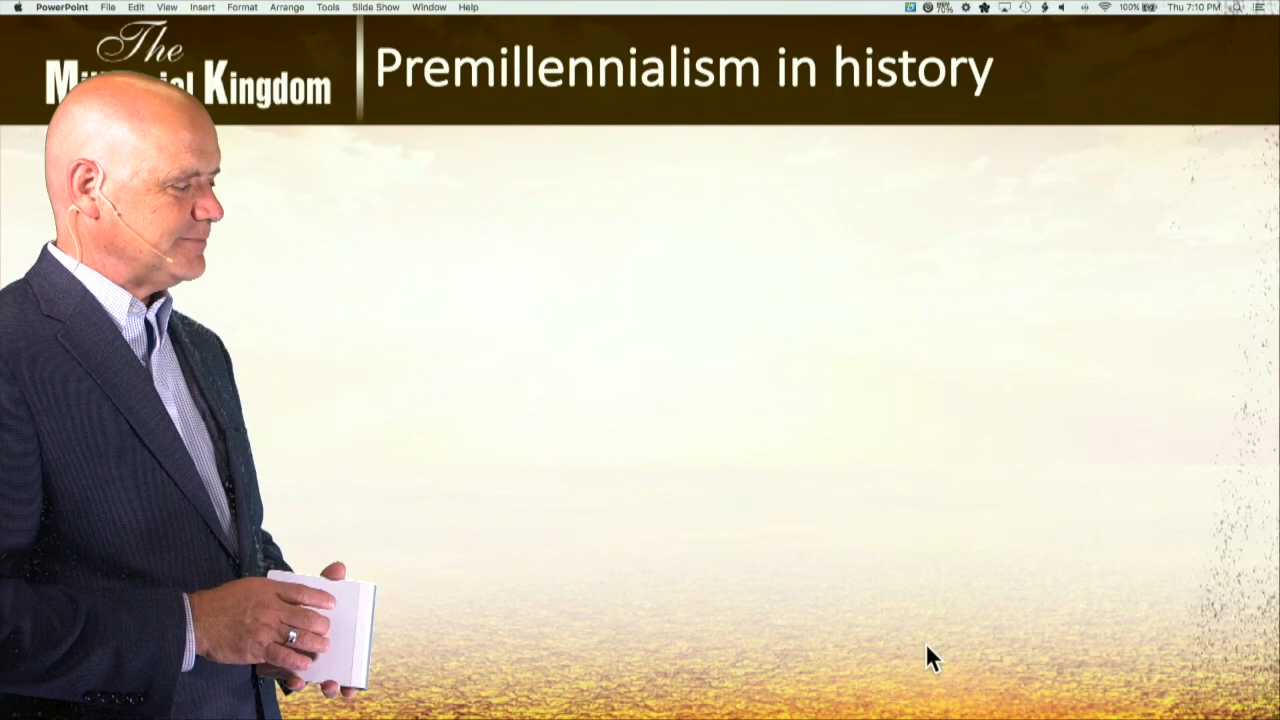 PowerPoint File Edit View Insert Format Arrange Tools Slide Show Window Help 100% Thu 7:10 PM
The
Kingdom
Premillennialism in history